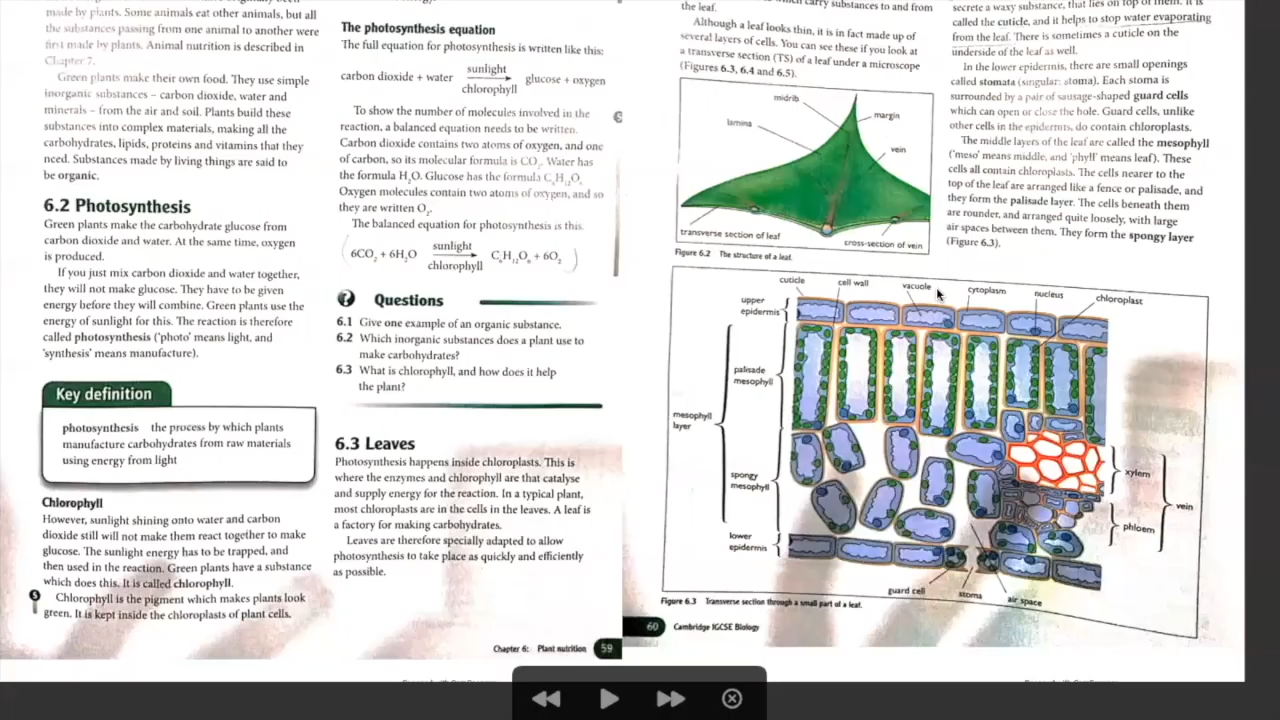 made by plants. Some animals eat other animals, but all
the substances passing from one animal to another were
first made by plants. Animal nutrition is described in
Chapter 7.
Green plants make their own food. They use simple
inorganic substances – carbon dioxide, water and
minerals – from the air and soil. Plants build these
substances into complex materials, making all the
carbohydrates, lipids, proteins and vitamins that they
need. Substances made by living things are said to
be organic.
6.2 Photosynthesis
Green plants make the carbohydrate glucose from
carbon dioxide and water. At the same time, oxygen
is produced.
If you just mix carbon dioxide and water together,
they will not make glucose. They have to be given
energy before they will combine. Green plants use the
energy of sunlight for this. The reaction is therefore
called photosynthesis ('photo' means light, and
'synthesis' means manufacture).
Key definition
photosynthesis the process by which plants
manufacture carbohydrates from raw materials
using energy from light
Chlorophyll
However, sunlight shining onto water and carbon
dioxide still will not make them react together to make
glucose. The sunlight energy has to be trapped, and
then used in the reaction. Green plants have a substance
which does this. It is called chlorophyll.
S
Chlorophyll is the pigment which makes plants look
green. It is kept inside the chloroplasts of plant cells.
The photosynthesis equation
The full equation for photosynthesis is written like this:
carbon dioxide + water sunlight glucose + oxygen
chlorophyll
To show the number of molecules involved in the
reaction, a balanced equation needs to be written.
Carbon dioxide contains two atoms of oxygen, and one
of carbon, so its molecular formula is CO₂. Water has
the formula H₂O. Glucose has the formula C₆H₁₂O₆.
Oxygen molecules contain two atoms of oxygen, and so
they are written O₂.
The balanced equation for photosynthesis is this.
6CO₂ + 6H₂O sunlight C₆H₁₂O₆ + 6O₂
chlorophyll
? Questions
6.1 Give one example of an organic substance.
6.2 Which inorganic substances does a plant use to
make carbohydrates?
6.3 What is chlorophyll, and how does it help
the plant?
6.3 Leaves
Photosynthesis happens inside chloroplasts. This is
where the enzymes and chlorophyll are that catalyse
and supply energy for the reaction. In a typical plant,
most chloroplasts are in the cells in the leaves. A leaf is
a factory for making carbohydrates.
Leaves are therefore specially adapted to allow
photosynthesis to take place as quickly and efficiently
as possible.
Chapter 6: Plant nutrition 59
carry substances to and from
the leaf.
Although a leaf looks thin, it is in fact made up of
several layers of cells. You can see these if you look at
a transverse section (TS) of a leaf under a microscope
(Figures 6.3, 6.4 and 6.5).
midrib
margin
lamina
vein
transverse section of leaf
cross-section of vein
Figure 6.2 The structure of a leaf.
secrete a waxy substance, that lies on top of them. It is
called the cuticle, and it helps to stop water evaporating
from the leaf. There is sometimes a cuticle on the
underside of the leaf as well.
In the lower epidermis, there are small openings
called stomata (singular: stoma). Each stoma is
surrounded by a pair of sausage-shaped guard cells
which can open or close the hole. Guard cells, unlike
other cells in the epidermis, do contain chloroplasts.
The middle layers of the leaf are called the mesophyll
('meso' means middle, and 'phyll' means leaf). These
cells all contain chloroplasts. The cells nearer to the
top of the leaf are arranged like a fence or palisade, and
they form the palisade layer. The cells beneath them
are rounder, and arranged quite loosely, with large
air spaces between them. They form the spongy layer
(Figure 6.3).
cuticle cell wall vacuole cytoplasm nucleus chloroplast
upper
epidermis
palisade
mesophyll
mesophyll
layer
spongy
mesophyll
lower
epidermis
xylem
vein
phloem
guard cell stoma air space
Figure 6.3 Transverse section through a small part of a leaf.
60 Cambridge IGCSE Biology